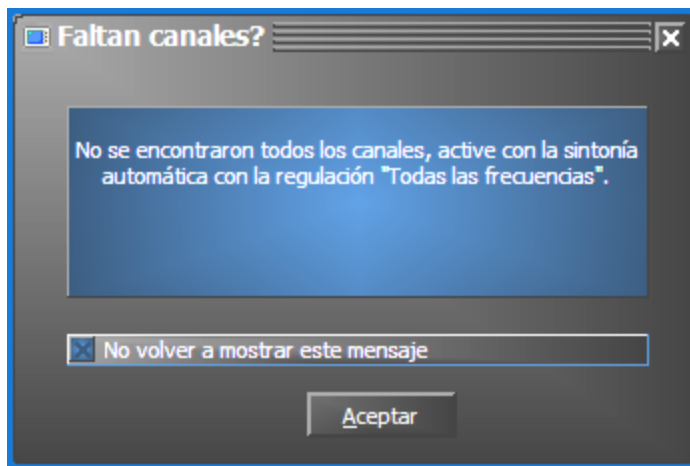 Faltan canales?
No se encontraron todos los canales, active con la sintonía
automática con la regulación "Todas las frecuencias".
No volver a mostrar este mensaje
Aceptar